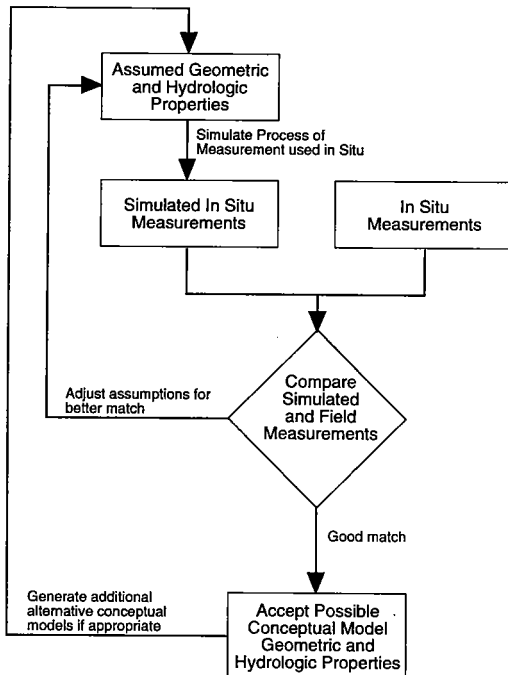 Assumed Geometric
and Hydrologic
Properties
Simulate Process of
Measurement used in Situ
Simulated In Situ
Measurements
In Situ
Measurements
Compare
Simulated
and Field
Measurements
Adjust assumptions for
better match
Good match
Generate additional
alternative conceptual
models if appropriate
Accept Possible
Conceptual Model
Geometric and
Hydrologic Properties